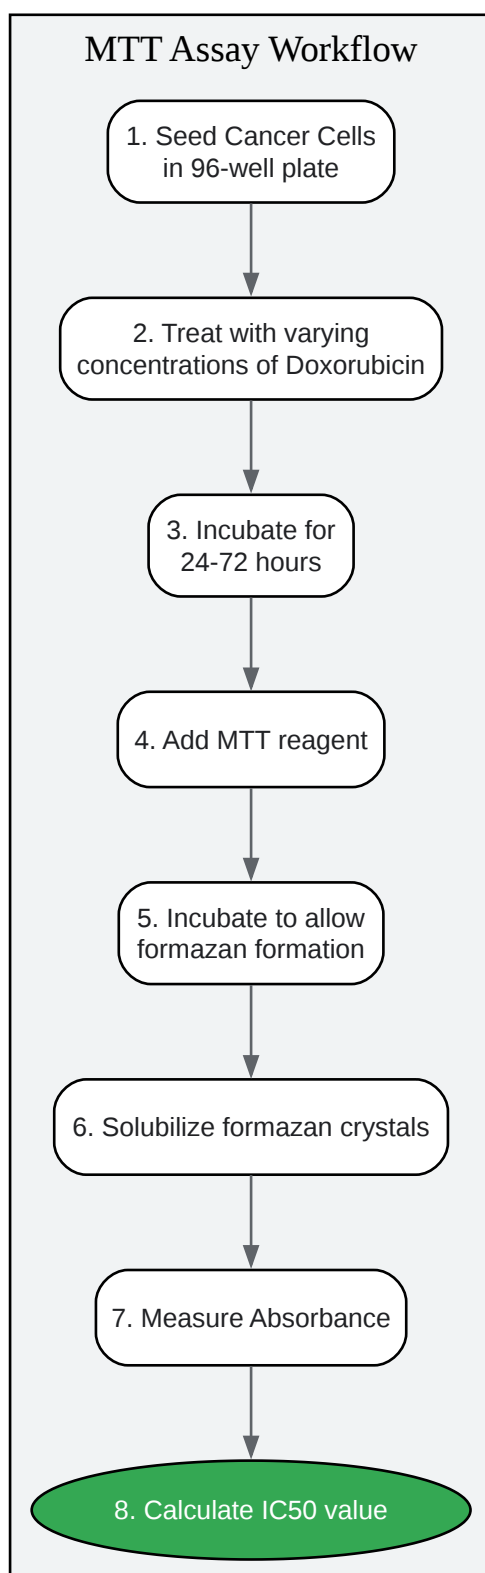 MTT Assay Workflow
1. Seed Cancer Cells
in 96-well plate
2. Treat with varying
concentrations of Doxorubicin
3. Incubate for
24-72 hours
4. Add MTT reagent
5. Incubate to allow
formazan formation
6. Solubilize formazan crystals
7. Measure Absorbance
8. Calculate IC50 value